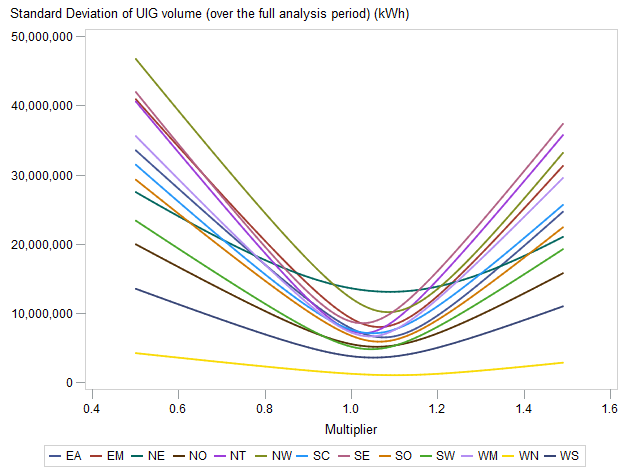 Standard Deviation of UIG volume (over the full analysis period) (kWh)
50,000,000
40,000,000
30,000,000
20,000,000
10,000,000
0
0.4 0.6 0.8 1.0 1.2 1.4 1.6
Multiplier
EA EM NE NO NT NW SC SE SO SW WM WN WS